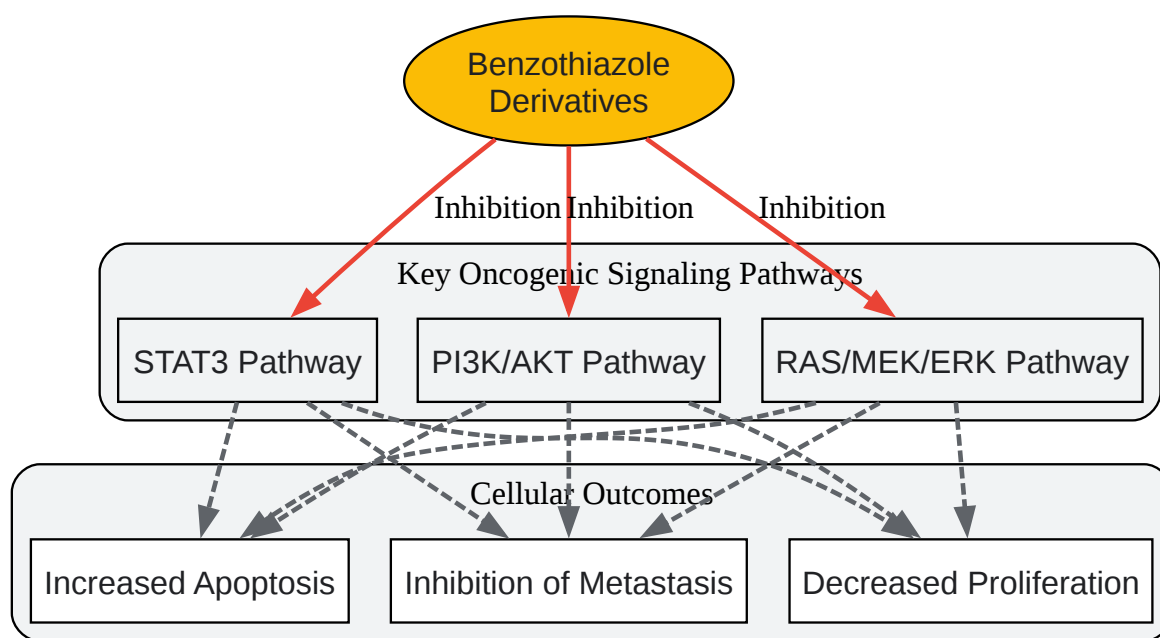 Benzothiazole
Derivatives
Inhibition Inhibition Inhibition
Key Oncogenic Signaling Pathways
STAT3 Pathway PI3K/AKT Pathway RAS/MEK/ERK Pathway
Cellular Outcomes
Increased Apoptosis Inhibition of Metastasis Decreased Proliferation